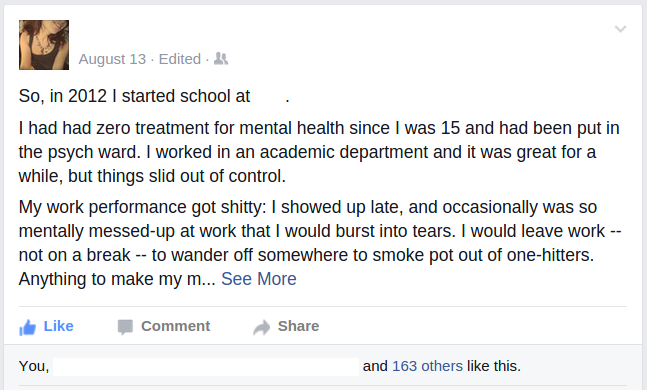 August 13 · Edited ·
So, in 2012 I started school at .
I had had zero treatment for mental health since I was 15 and had been put in
the psych ward. I worked in an academic department and it was great for a
while, but things slid out of control.
My work performance got shitty: I showed up late, and occasionally was so
mentally messed-up at work that I would burst into tears. I would leave work --
not on a break -- to wander off somewhere to smoke pot out of one-hitters.
Anything to make my m... See More
Like Comment Share
You, and 163 others like this.